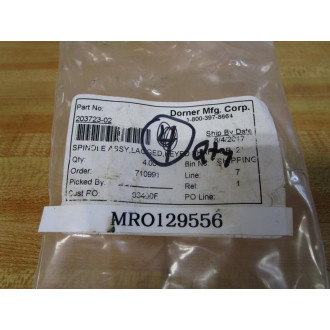 Part No:
203723-02
Dorner Mfg. Corp.
1-800-397-8664
Ship By Date
8/4/2017
SPINDLE ASSY,LAGGED,KEYED
Qty:
4.00
Qty
Bin No
Order:
710991
Line:
7
Picked By:
Rel:
1
Cust PO:
PO Line:
MRO129556